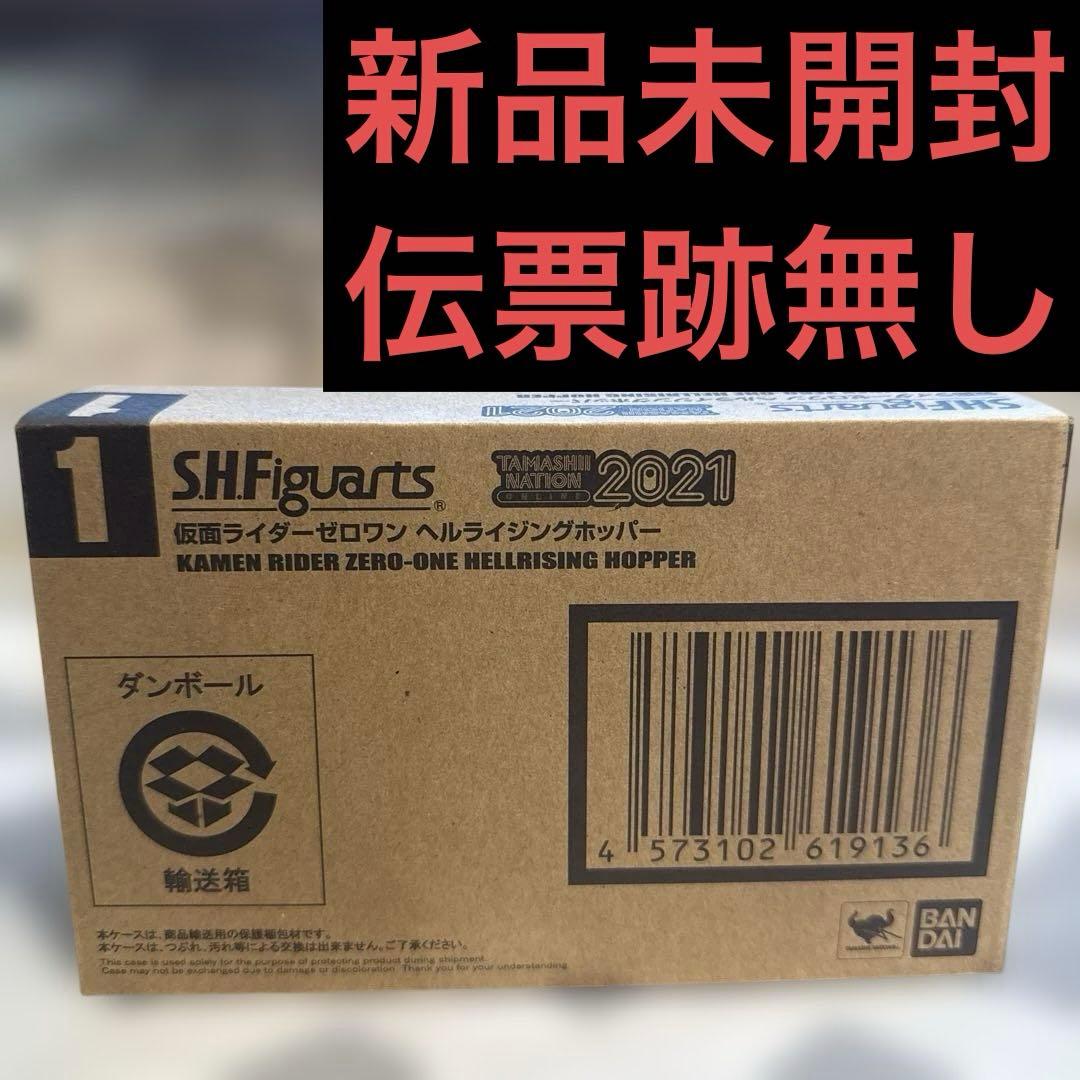 新品未開封
伝票跡無し
1
S.H.Figuarts
TAMASHII NATION ONLINE 2021
1
S.H.Figuarts®
TAMASHII
NATION
ONLINE
2021
仮面ライダーゼロワン ヘルライジングホッパー
KAMEN RIDER ZERO-ONE HELLRISING HOPPER
ダンボール
輸送箱
4 573102 619136
本ケースは、商品輸送用の保護梱包材です。
本ケースは、つぶれ、汚れ等による交換は出来ません。ご了承ください。
This case is used solely for the purpose of protecting product during shipment.
Case may not be exchanged due to damage or discoloration. Thank you for your understanding.
BAN
DAI